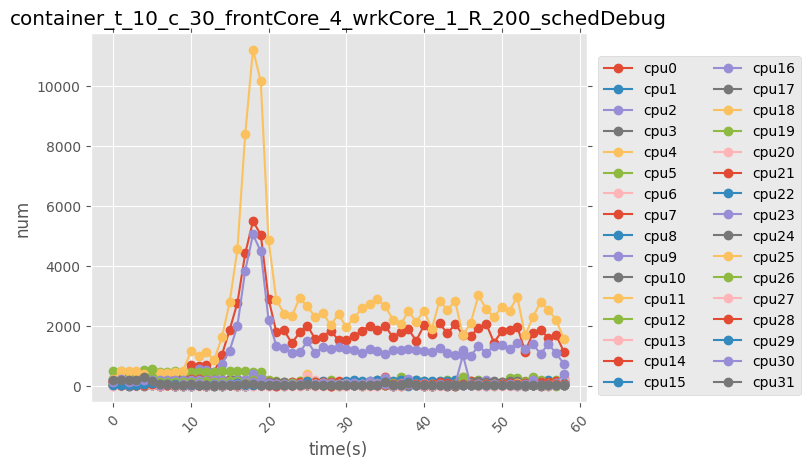 container_t_10_c_30_frontCore_4_wrkCore_1_R_200_schedDebug
10000
8000
6000
4000
2000
0
num
0
10
20
30
40
50
60
time(s)
cpu0
cpu1
cpu2
cpu3
cpu4
cpu5
cpu6
cpu7
cpu8
cpu9
cpu10
cpu11
cpu12
cpu13
cpu14
cpu15
cpu16
cpu17
cpu18
cpu19
cpu20
cpu21
cpu22
cpu23
cpu24
cpu25
cpu26
cpu27
cpu28
cpu29
cpu30
cpu31